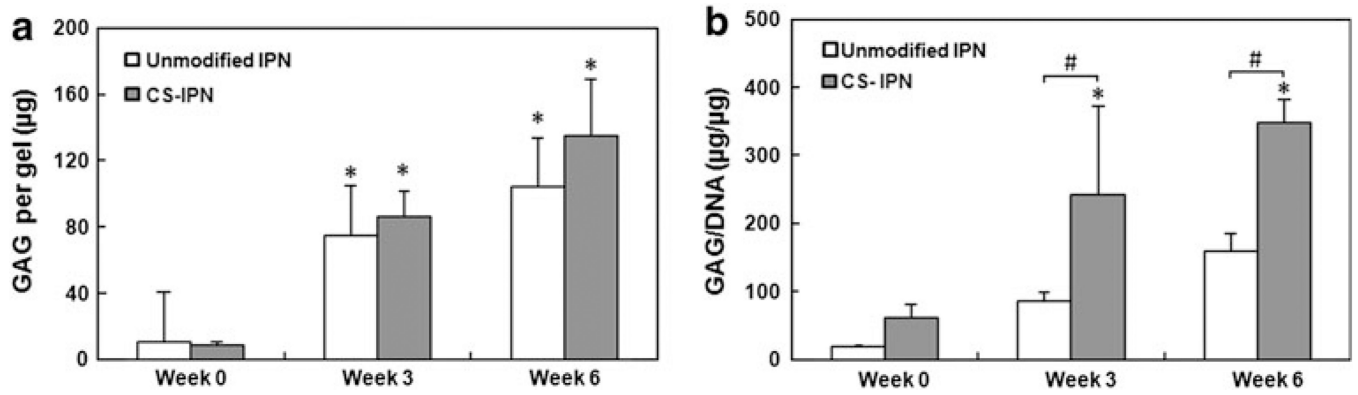 a
GAG per gel (µg)
200
160
120
80
40
0
Unmodified IPN
CS-IPN
*
*
*
*
Week 0
Week 3
Week 6
b
GAG/DNA (µg/µg)
500
400
300
200
100
0
Unmodified IPN
CS- IPN
#
*
#
*
Week 0
Week 3
Week 6